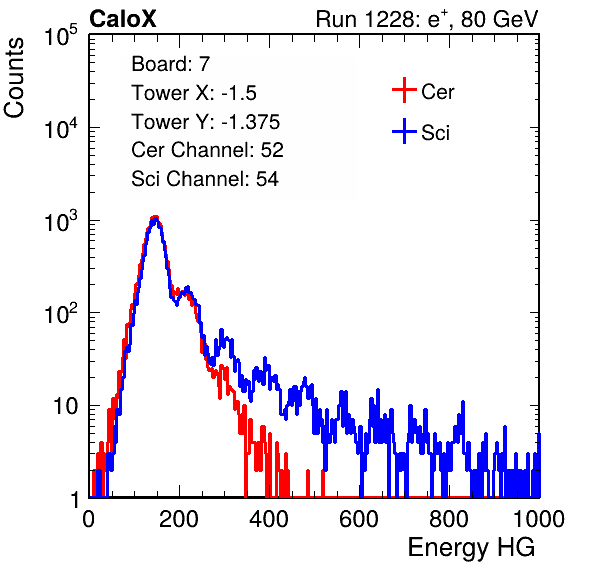 CaloX Run 1228: e⁺, 80 GeV
Counts
Board: 7
Tower X: -1.5
Tower Y: -1.375
Cer Channel: 52
Sci Channel: 54
Cer
Sci
10⁵
10⁴
10³
10²
10
1
0 200 400 600 800 1000
Energy HG